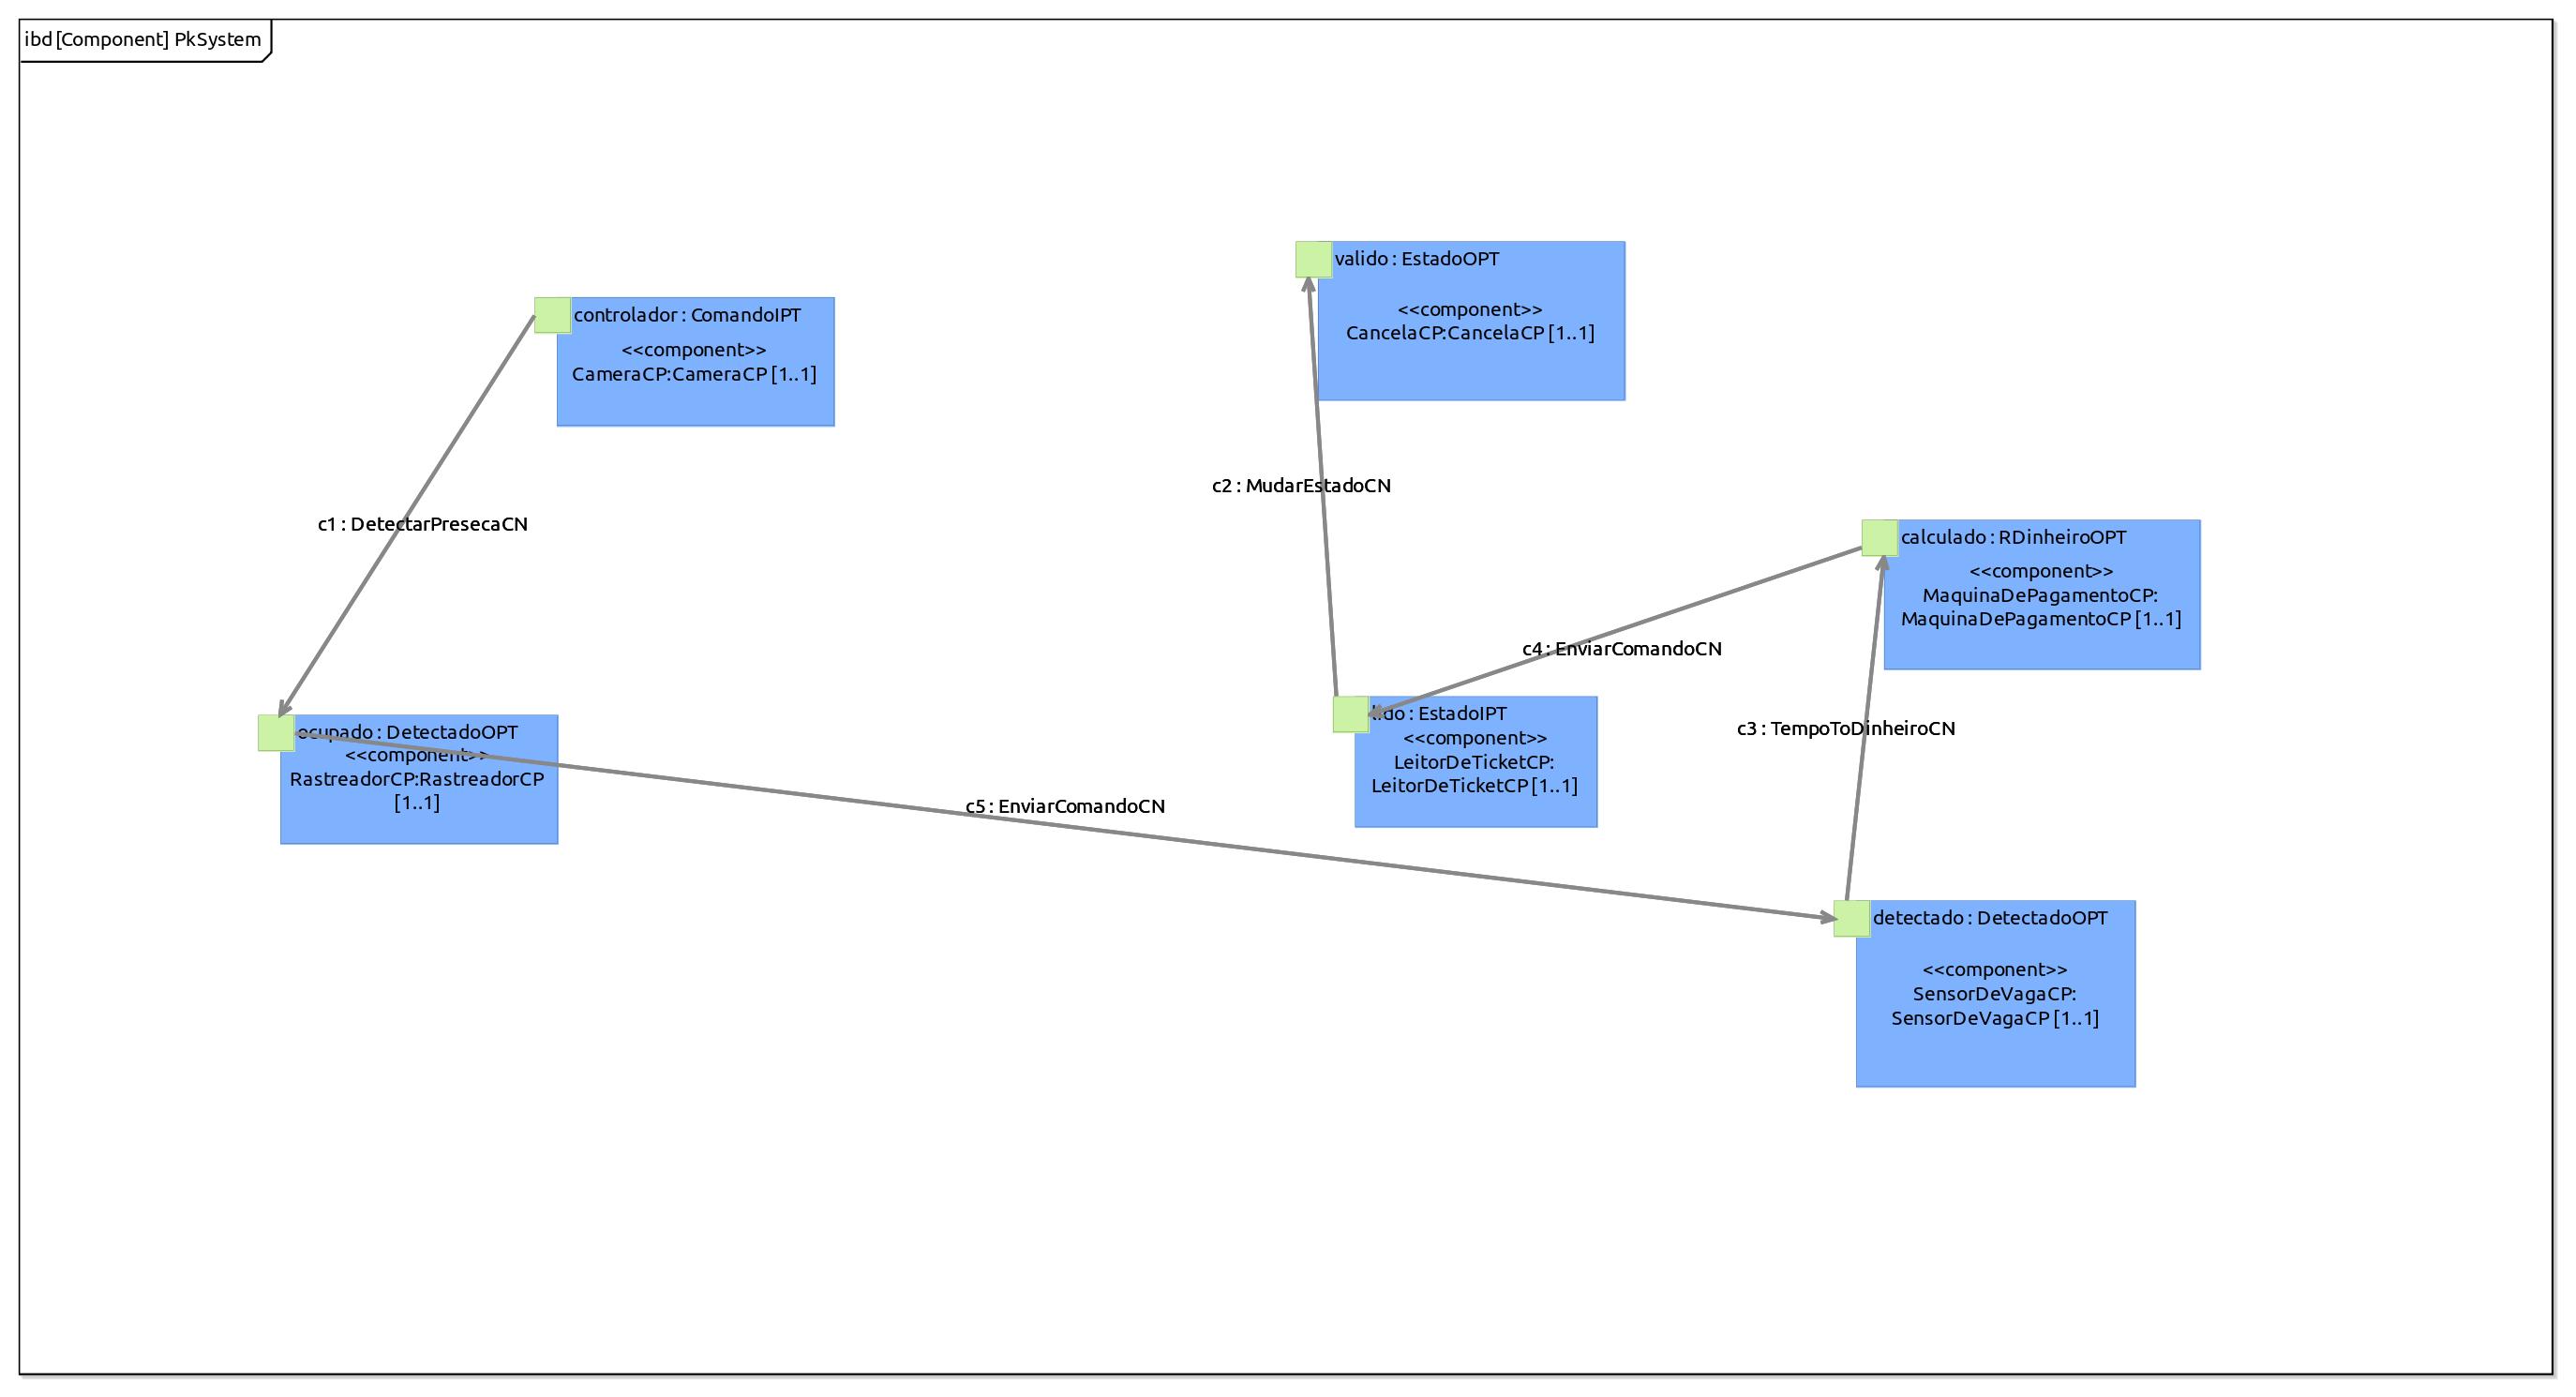 ibd [Component] PkSystem
valido : EstadoOPT
<<component>>
CancelaCP:CancelaCP [1..1]
controlador : ComandoIPT
<<component>>
CameraCP:CameraCP [1..1]
c2 : MudarEstadoCN
c1 : DetectarPresecaCN
calculado : RDinheiroOPT
<<component>>
MaquinaDePagamentoCP:
MaquinaDePagamentoCP [1..1]
c4 : EnviarComandoCN
lido : EstadoIPT
<<component>>
LeitorDeTicketCP:
LeitorDeTicketCP [1..1]
c3 : TempoToDinheiroCN
ocupado : DetectadoOPT
<<component>>
RastreadorCP:RastreadorCP
[1..1]
c5 : EnviarComandoCN
detectado : DetectadoOPT
<<component>>
SensorDeVagaCP:
SensorDeVagaCP [1..1]